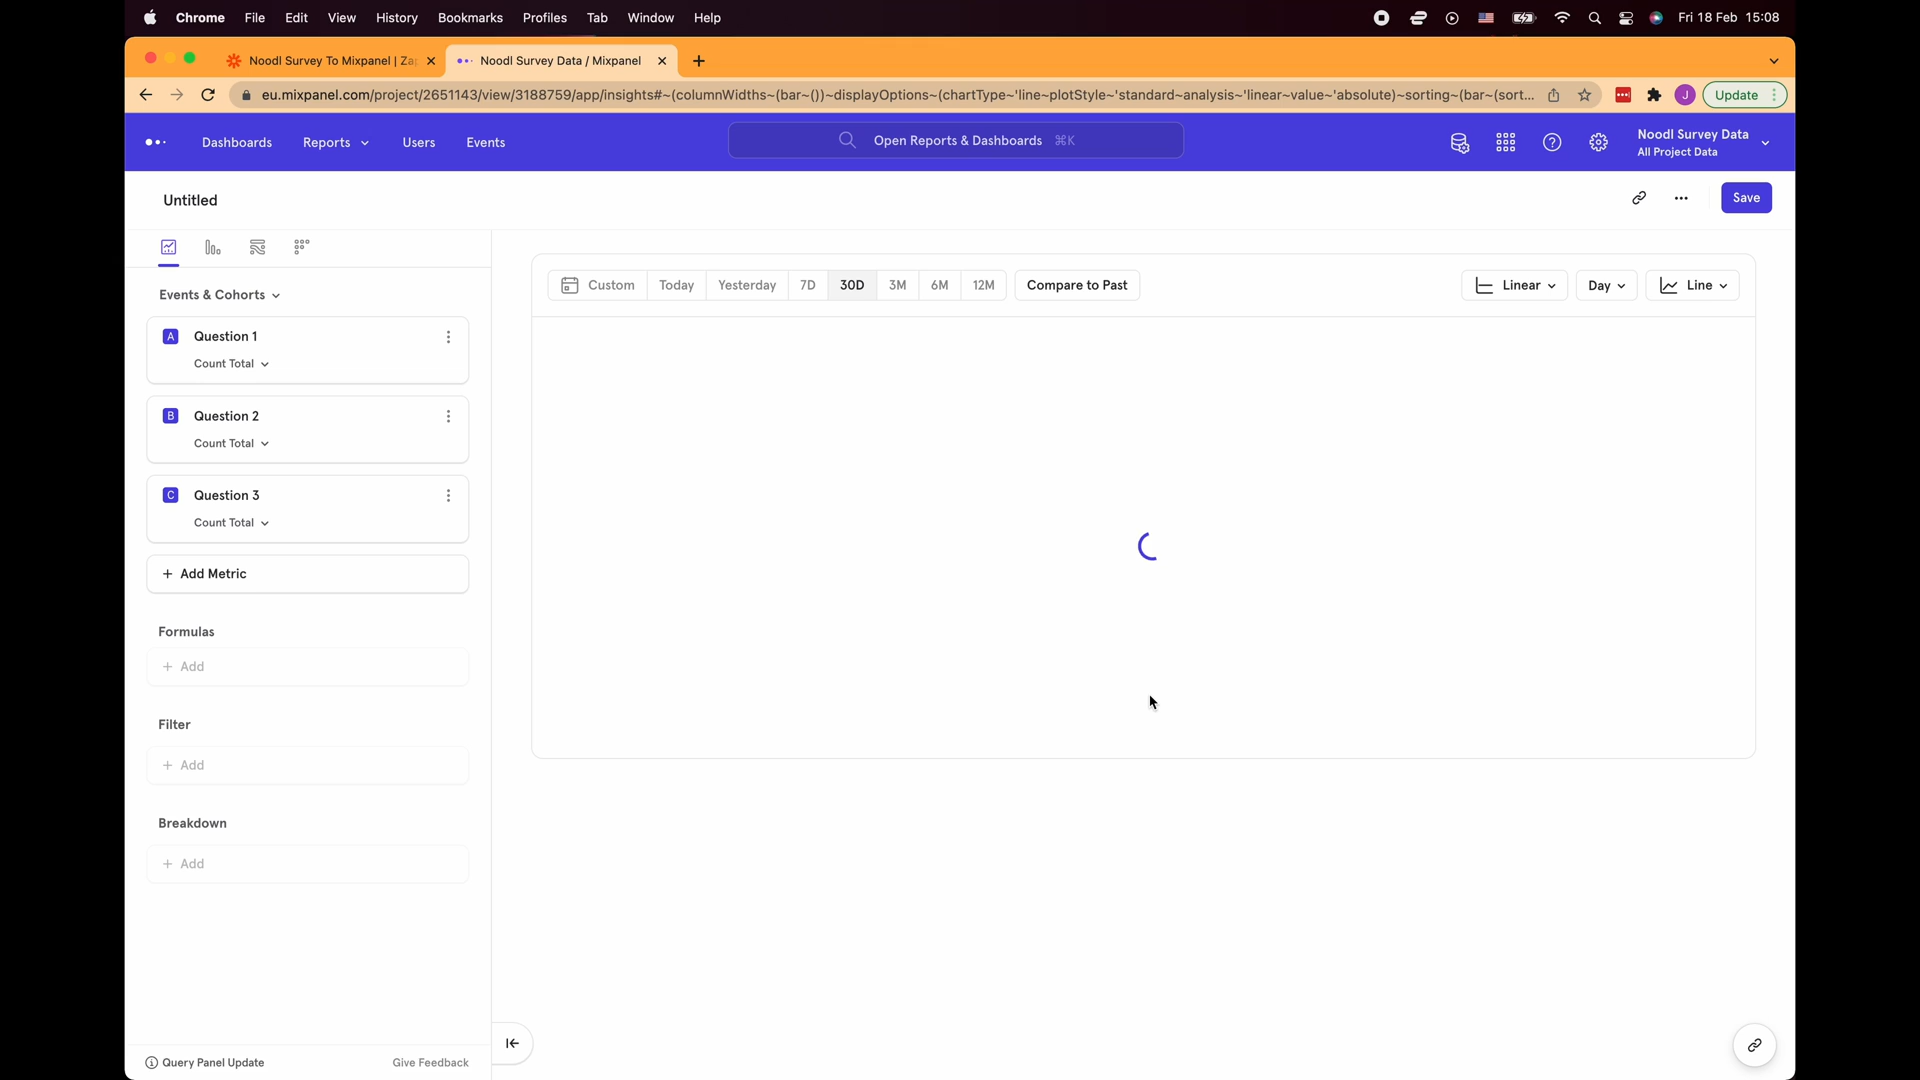 Chrome File Edit View History Bookmarks Profiles Tab Window Help Fri 18 Feb 15:08
Noodl Survey To Mixpanel | Za
Noodl Survey Data / Mixpanel
eu.mixpanel.com/project/2651143/view/3188759/app/insights#~(columnWidths~(bar~())~displayOptions~(chartType~'line~plotStyle~'standard~analysis~'linear~value~'absolute)~sorting~(bar~(sort...
J
Update
Dashboards Reports Users Events
Open Reports & Dashboards ⌘K
Noodl Survey Data
All Project Data
Untitled
Save
Events & Cohorts
A Question 1
Count Total
B Question 2
Count Total
C Question 3
Count Total
+ Add Metric
Formulas
+ Add
Filter
+ Add
Breakdown
+ Add
Custom Today Yesterday 7D 30D 3M 6M 12M Compare to Past
Linear Day Line
Query Panel Update Give Feedback